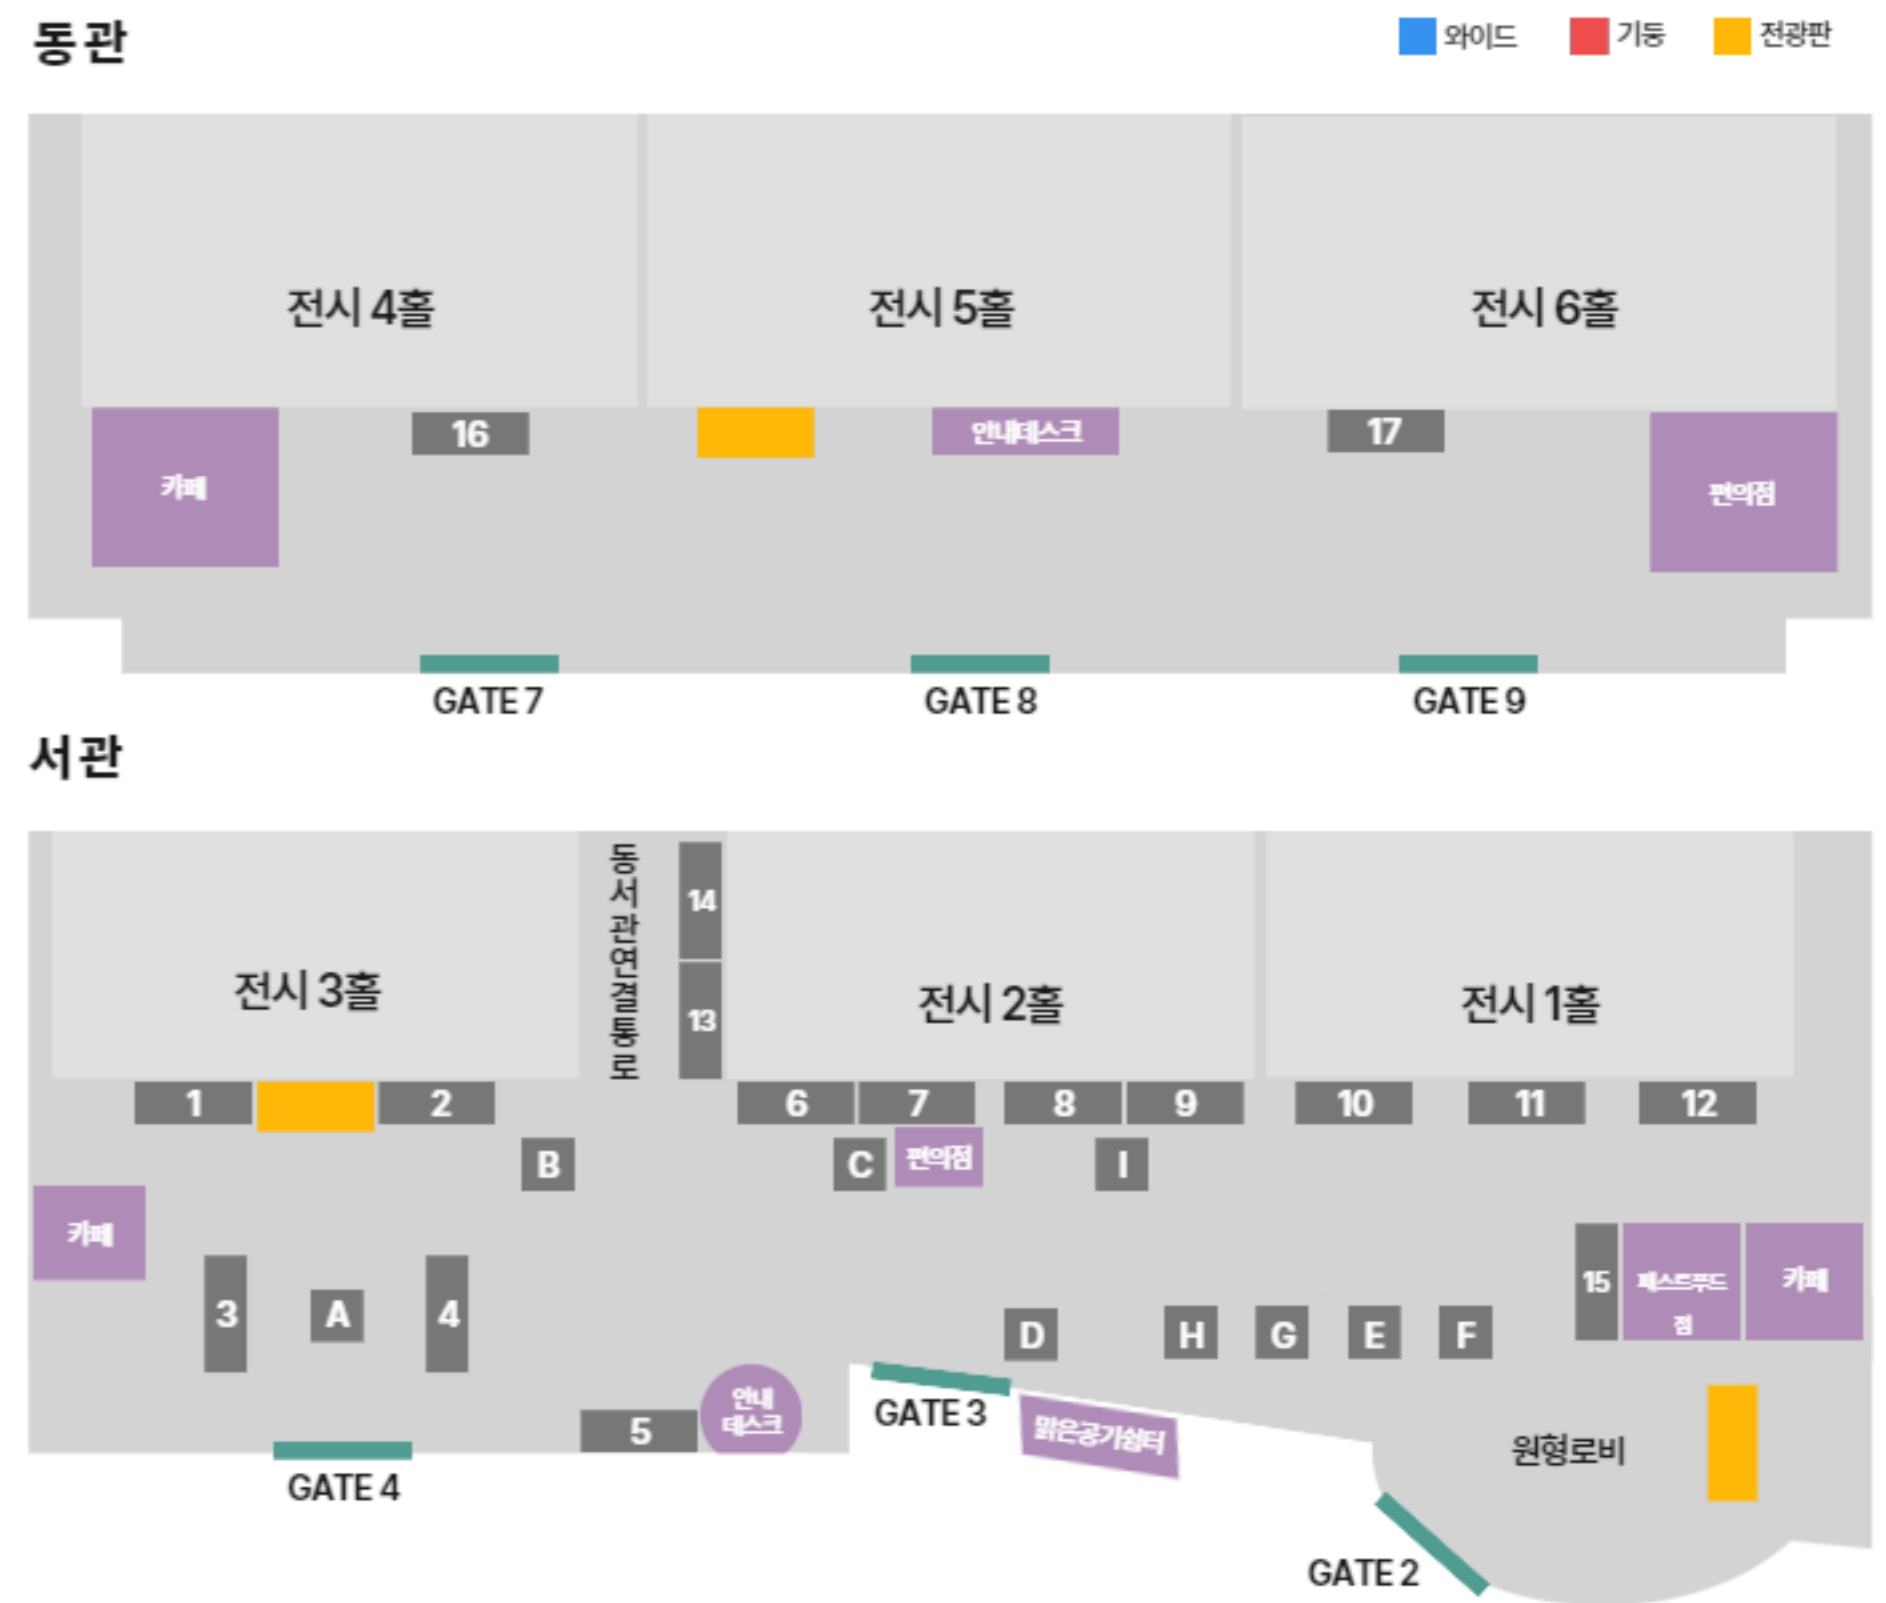 동관
와이드
기둥
전광판
전시 4홀
전시 5홀
전시 6홀
카페
16
안내데스크
17
편의점
GATE 7
GATE 8
GATE 9
서관
전시 3홀
동서관연결통로
14
13
전시 2홀
전시 1홀
1
2
6
7
8
9
10
11
12
B
C
편의점
I
카페
3
A
4
D
H
G
E
F
15
패스트푸드
점
카페
5
안내
데스크
GATE 3
맑은공기쉼터
원형로비
GATE 4
GATE 2